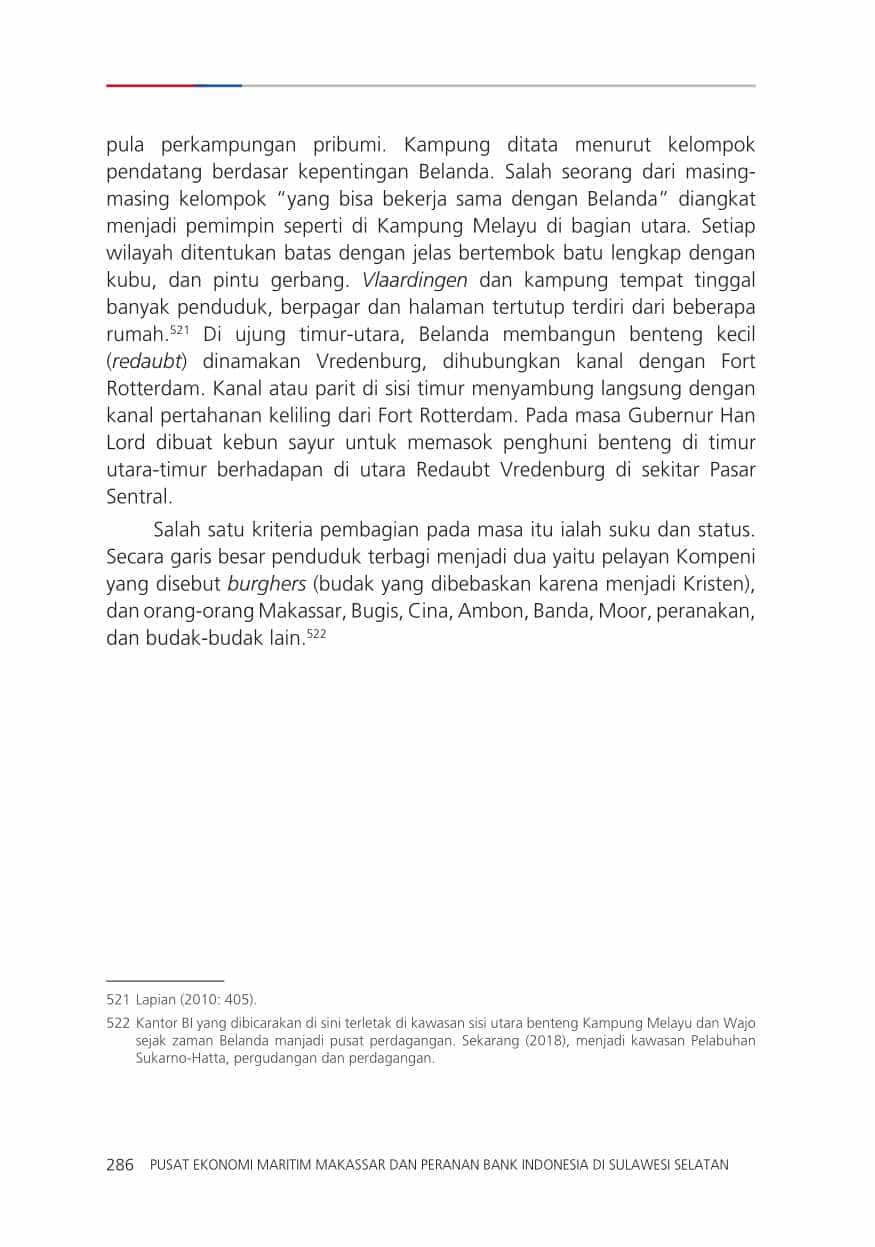 pula perkampungan pribumi. Kampung ditata menurut kelompok
pendatang berdasar kepentingan Belanda. Salah seorang dari masing-
masing kelompok “yang bisa bekerja sama dengan Belanda” diangkat
menjadi pemimpin seperti di Kampung Melayu di bagian utara. Setiap
wilayah ditentukan batas dengan jelas bertembok batu lengkap dengan
kubu, dan pintu gerbang. Vlaardingen dan kampung tempat tinggal
banyak penduduk, berpagar dan halaman tertutup terdiri dari beberapa
rumah.521 Di ujung timur-utara, Belanda membangun benteng kecil
(redaubt) dinamakan Vredenburg, dihubungkan kanal dengan Fort
Rotterdam. Kanal atau parit di sisi timur menyambung langsung dengan
kanal pertahanan keliling dari Fort Rotterdam. Pada masa Gubernur Han
Lord dibuat kebun sayur untuk memasok penghuni benteng di timur
utara-timur berhadapan di utara Redaubt Vredenburg di sekitar Pasar
Sentral.
Salah satu kriteria pembagian pada masa itu ialah suku dan status.
Secara garis besar penduduk terbagi menjadi dua yaitu pelayan Kompeni
yang disebut burghers (budak yang dibebaskan karena menjadi Kristen),
dan orang-orang Makassar, Bugis, Cina, Ambon, Banda, Moor, peranakan,
dan budak-budak lain.522
521 Lapian (2010: 405).
522 Kantor BI yang dibicarakan di sini terletak di kawasan sisi utara benteng Kampung Melayu dan Wajo
sejak zaman Belanda manjadi pusat perdagangan. Sekarang (2018), menjadi kawasan Pelabuhan
Sukarno-Hatta, pergudangan dan perdagangan.
286 PUSAT EKONOMI MARITIM MAKASSAR DAN PERANAN BANK INDONESIA DI SULAWESI SELATAN